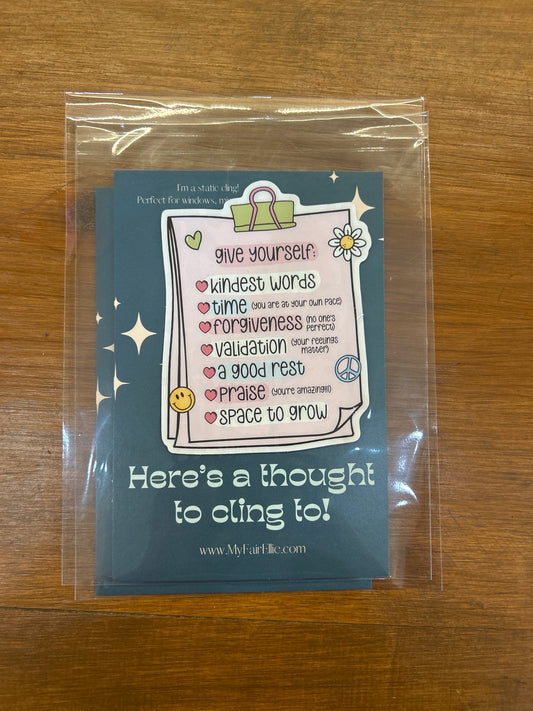 I'm a static cling!
Perfect for windows,
give yourself:
kindest words
time (you are at your own pace)
forgiveness (no one's
perfect)
validation (your feelings
matter)
a good rest
praise (you're amazing!!!)
space to grow
Here's a thought
to cling to!
www.MyFairEllie.com